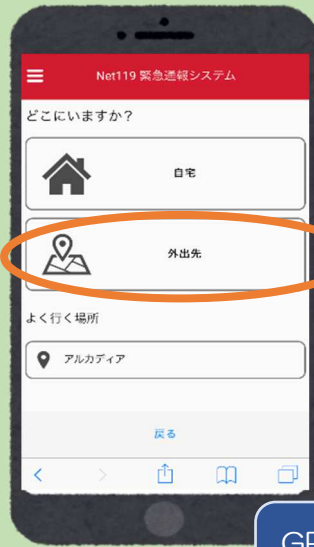 Net119 緊急通報システム
どこにいますか？
自宅
外出先
よく行く場所
アルカディア
戻る